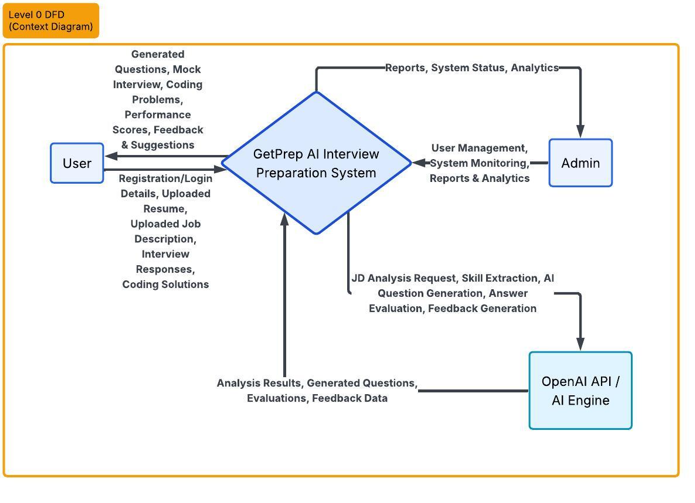 Level 0 DFD
(Context Diagram)
Generated
Questions, Mock
Interview, Coding
Problems,
Performance
Scores, Feedback
& Suggestions
User
Registration/Login
Details, Uploaded
Resume,
Uploaded Job
Description,
Interview
Responses,
Coding Solutions
GetPrep AI Interview
Preparation System
Reports, System Status, Analytics
User Management,
System Monitoring,
Reports & Analytics
Admin
JD Analysis Request, Skill Extraction, AI
Question Generation, Answer
Evaluation, Feedback Generation
Analysis Results, Generated Questions,
Evaluations, Feedback Data
OpenAI API /
AI Engine